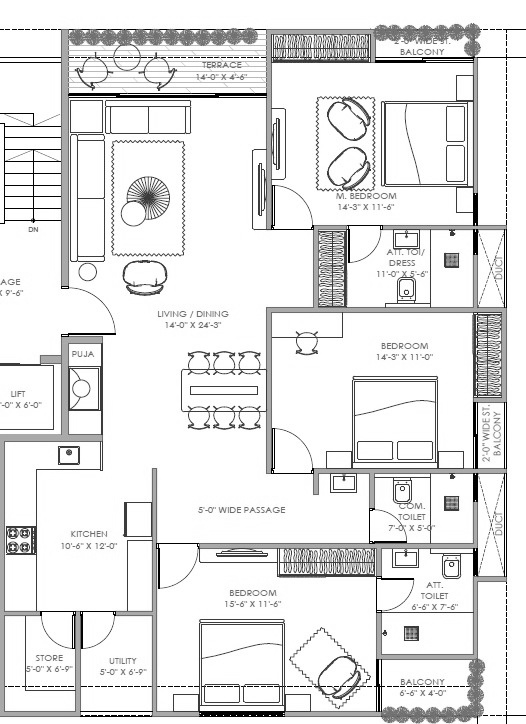 2'-0" WIDE ST.
BALCONY
TERRACE
14'-0" X 4'-6"
M. BEDROOM
14'-3" X 11'-6"
DN
ATT. TOI/
DRESS
11'-0" X 5'-6"
DUCT
AGE
X 9'-6"
LIVING / DINING
14'-0" X 24'-3"
BEDROOM
14'-3" X 11'-0"
PUJA
LIFT
'-0" X 6'-0"
2'-0" WIDE ST.
BALCONY
5'-0" WIDE PASSAGE
COM.
TOILET
7'-0" X 5'-0"
DUCT
KITCHEN
10'-6" X 12'-0"
BEDROOM
15'-6" X 11'-6"
ATT.
TOILET
6'-6" X 7'-6"
STORE
5'-0" X 6'-9"
UTILITY
5'-0" X 6'-9"
BALCONY
6'-6" X 4'-0"